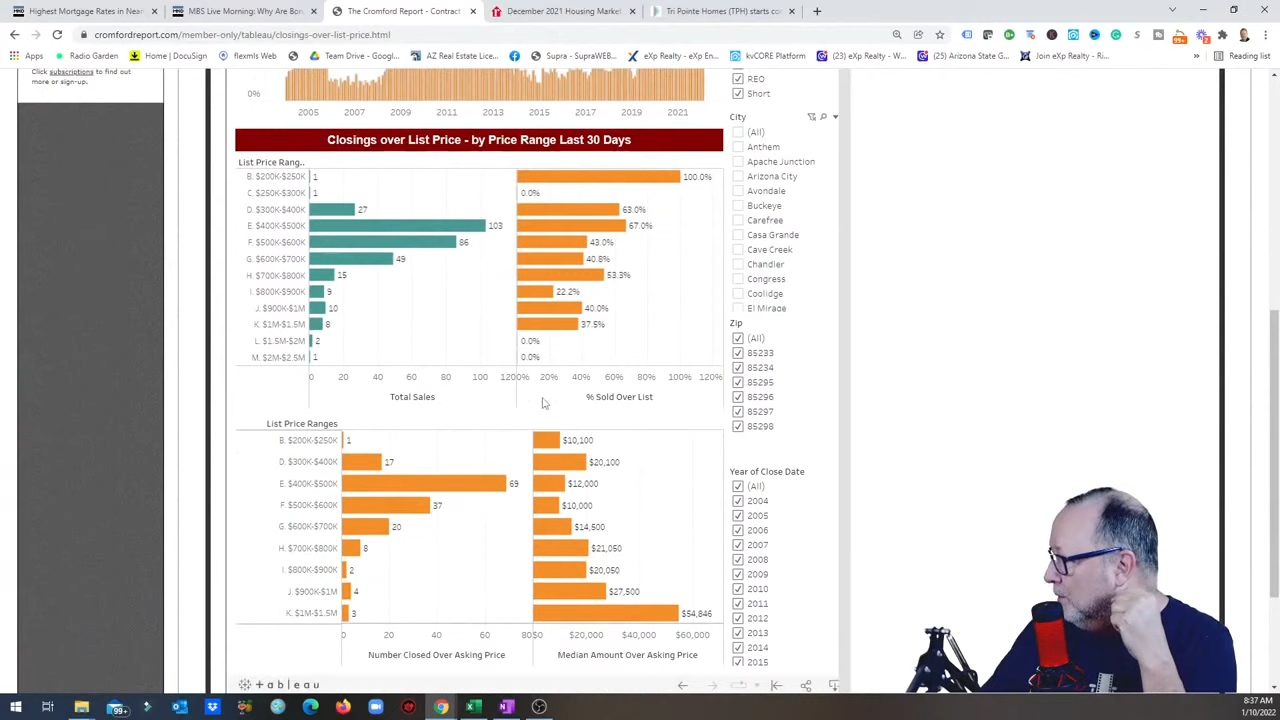 Highest Mortgage Rates in Near
MBS Live Morning: Why Are Bon
The Cromford Report - Contract
December 2021 Housing Market
Tri Pointe Homes (TPH) starts co
cromfordreport.com/member-only/tableau/closings-over-list-price.html
Apps
Radio Garden
Home | DocuSign
flexmls Web
Team Drive - Googl...
AZ Real Estate Lice...
Supra - SupraWEB...
eXp Realty - eXp En...
kvCORE Platform
(23) eXp Realty - W...
(25) Arizona State G...
Join eXp Realty - Ri...
Reading list
Click subscriptions to find out
more or sign-up.
0%
2005 2007 2009 2011 2013 2015 2017 2019 2021
Closings over List Price - by Price Range Last 30 Days
List Price Rang..
B. $200K-$250K 1 100.0%
C. $250K-$300K 1 0.0%
D. $300K-$400K 27 63.0%
E. $400K-$500K 103 67.0%
F. $500K-$600K 86 43.0%
G. $600K-$700K 49 40.8%
H. $700K-$800K 15 53.3%
I. $800K-$900K 9 22.2%
J. $900K-$1M 10 40.0%
K. $1M-$1.5M 8 37.5%
L. $1.5M-$2M 2 0.0%
M. $2M-$2.5M 1 0.0%
0 20 40 60 80 100 120 0% 20% 40% 60% 80% 100% 120%
Total Sales
% Sold Over List
List Price Ranges
B. $200K-$250K 1 $10,100
D. $300K-$400K 17 $20,100
E. $400K-$500K 69 $12,000
F. $500K-$600K 37 $10,000
G. $600K-$700K 20 $14,500
H. $700K-$800K 8 $21,050
I. $800K-$900K 2 $20,050
J. $900K-$1M 4 $27,500
K. $1M-$1.5M 3 $54,846
0 20 40 60 80 $0 $20,000 $40,000 $60,000
Number Closed Over Asking Price
Median Amount Over Asking Price
+ a b | e a u
REO
Short
City
(All)
Anthem
Apache Junction
Arizona City
Avondale
Buckeye
Carefree
Casa Grande
Cave Creek
Chandler
Congress
Coolidge
El Mirage
Zip
(All)
85233
85234
85295
85296
85297
85298
Year of Close Date
(All)
2004
2005
2006
2007
2008
2009
2010
2011
2012
2013
2014
2015
99+
99+
8:37 AM
1/10/2022